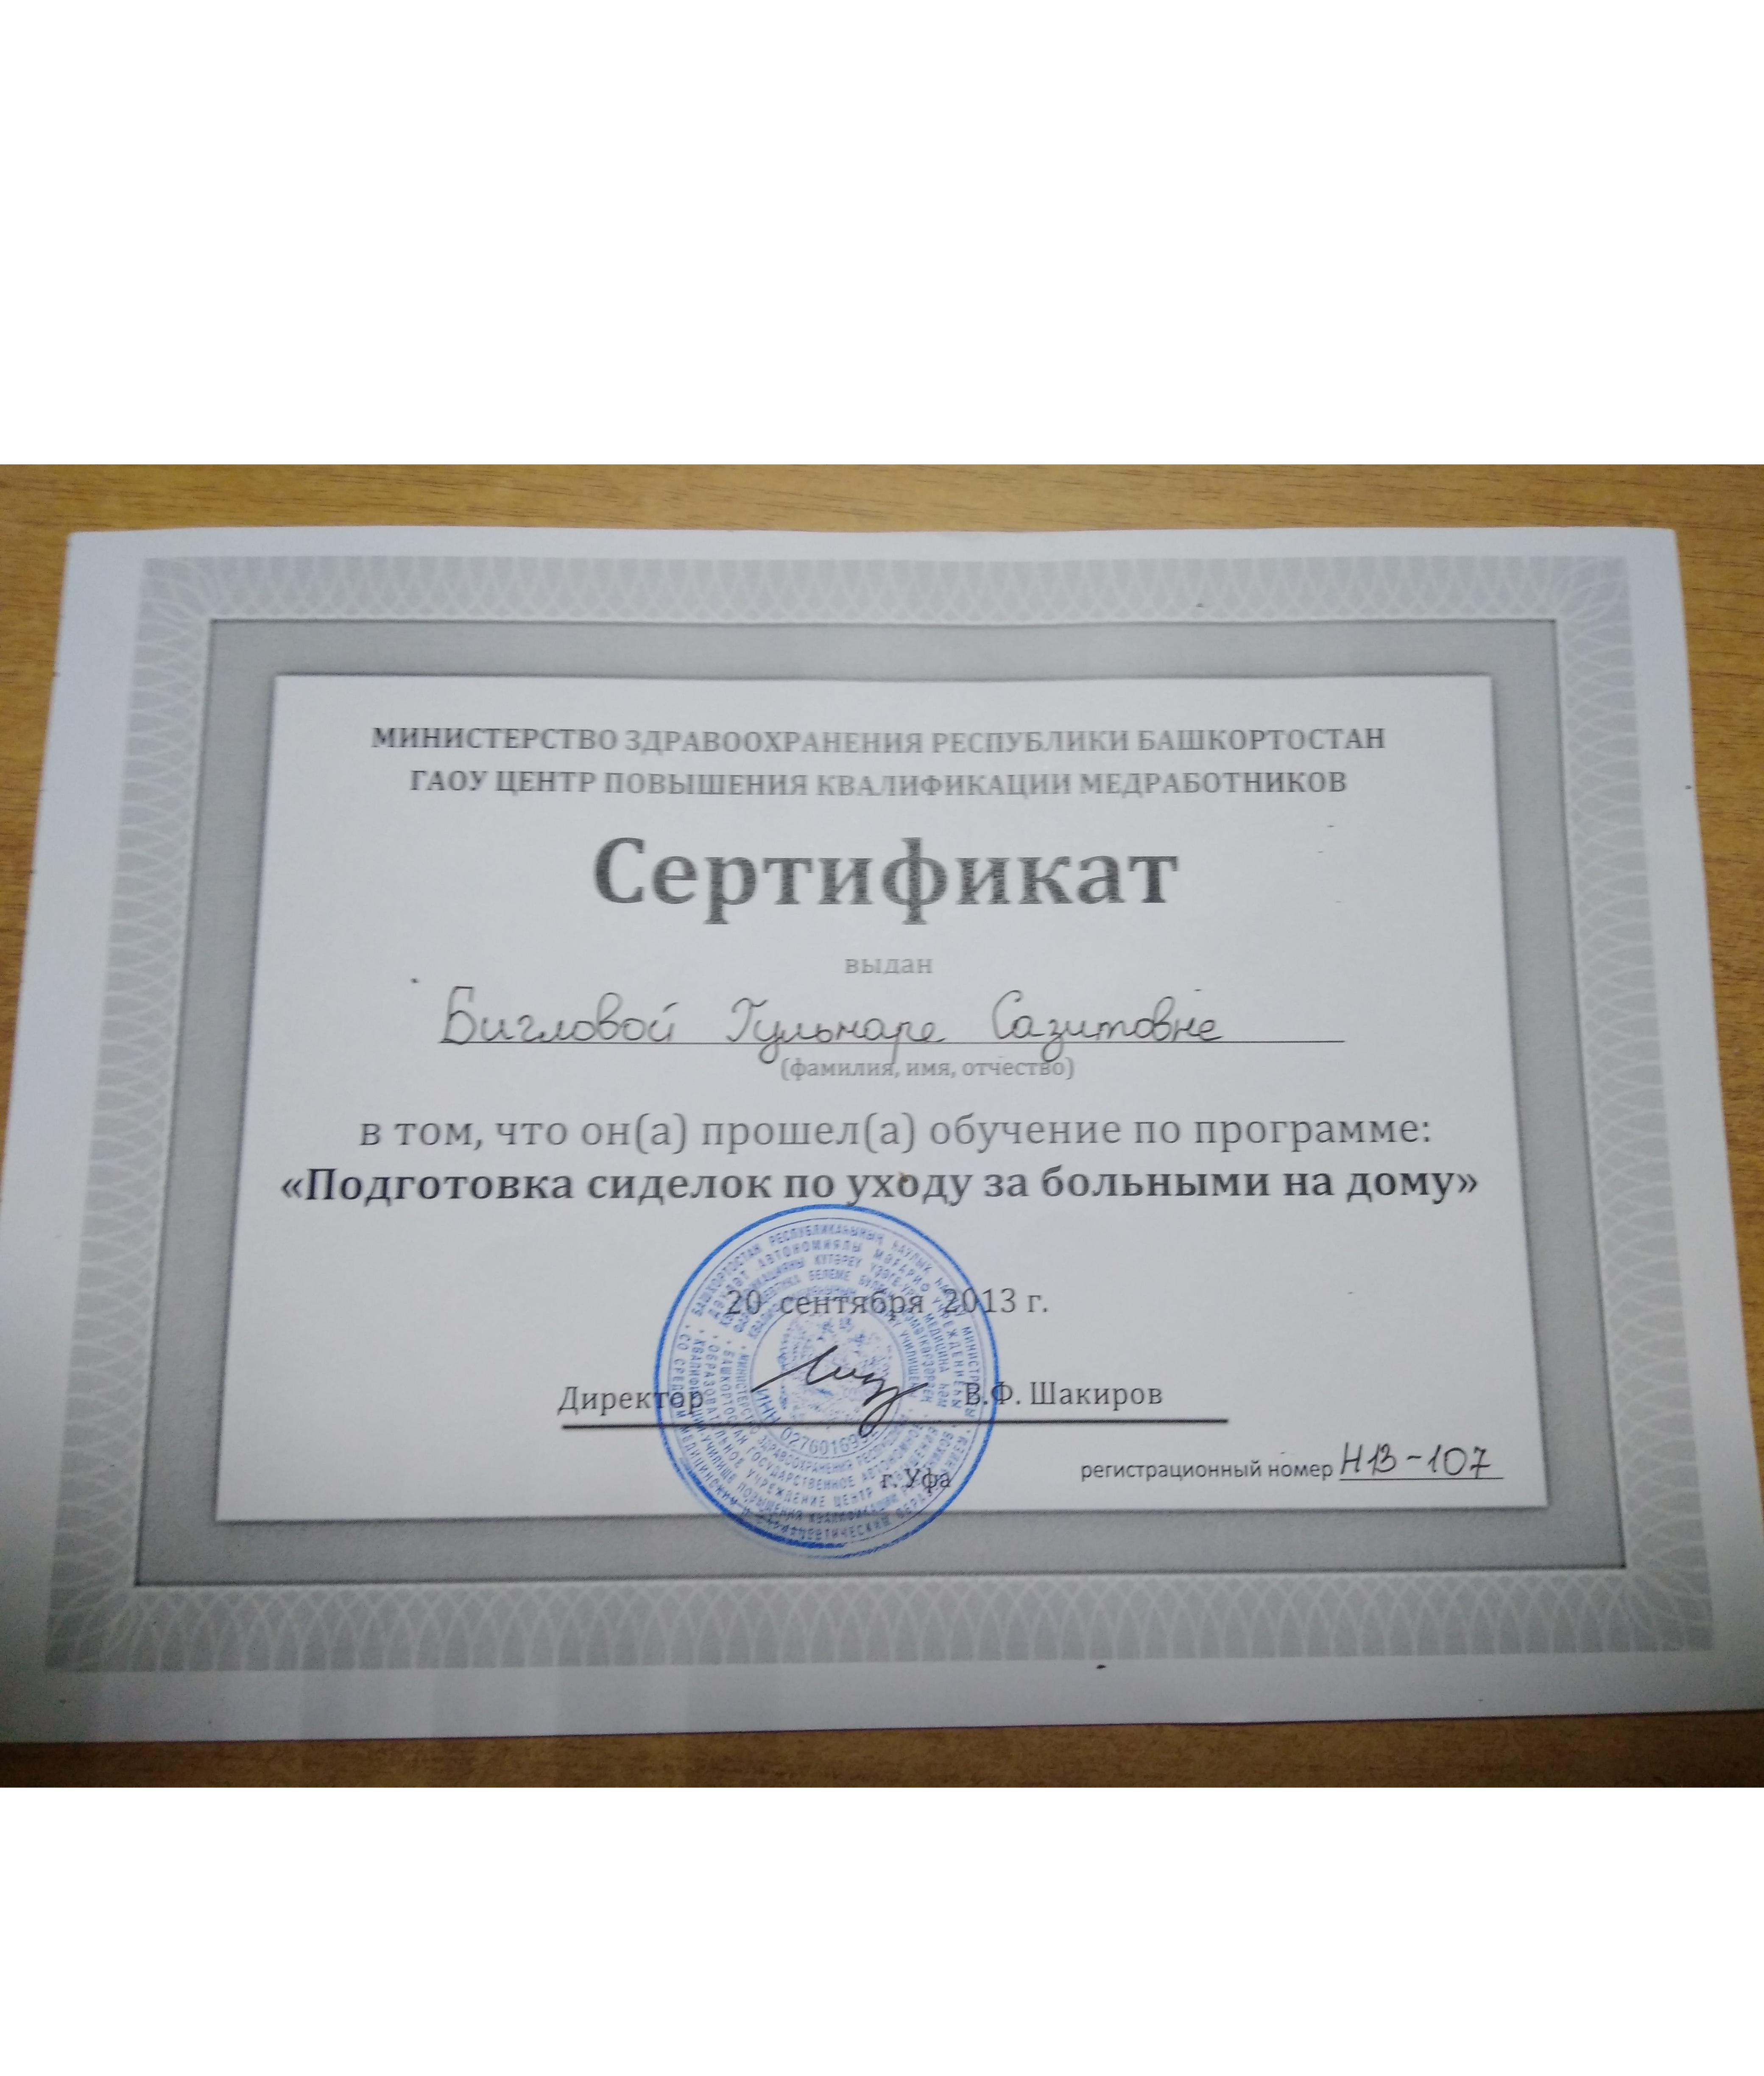 МИНИСТЕРСТВО ЗДРАВООХРАНЕНИЯ РЕСПУБЛИКИ БАШКОРТОСТАН
ГАОУ ЦЕНТР ПОВЫШЕНИЯ КВАЛИФИКАЦИИ МЕДРАБОТНИКОВ
Сертификат
выдан
Бигловой Гульнаре Сазитовне
(фамилия, имя, отчество)
в том, что он(а) прошел(а) обучение по программе:
«Подготовка сиделок по уходу за больными на дому»
20 сентября 2013 г.
Директор В.Ф. Шакиров
регистрационный номер НВ-107
г. Уфа